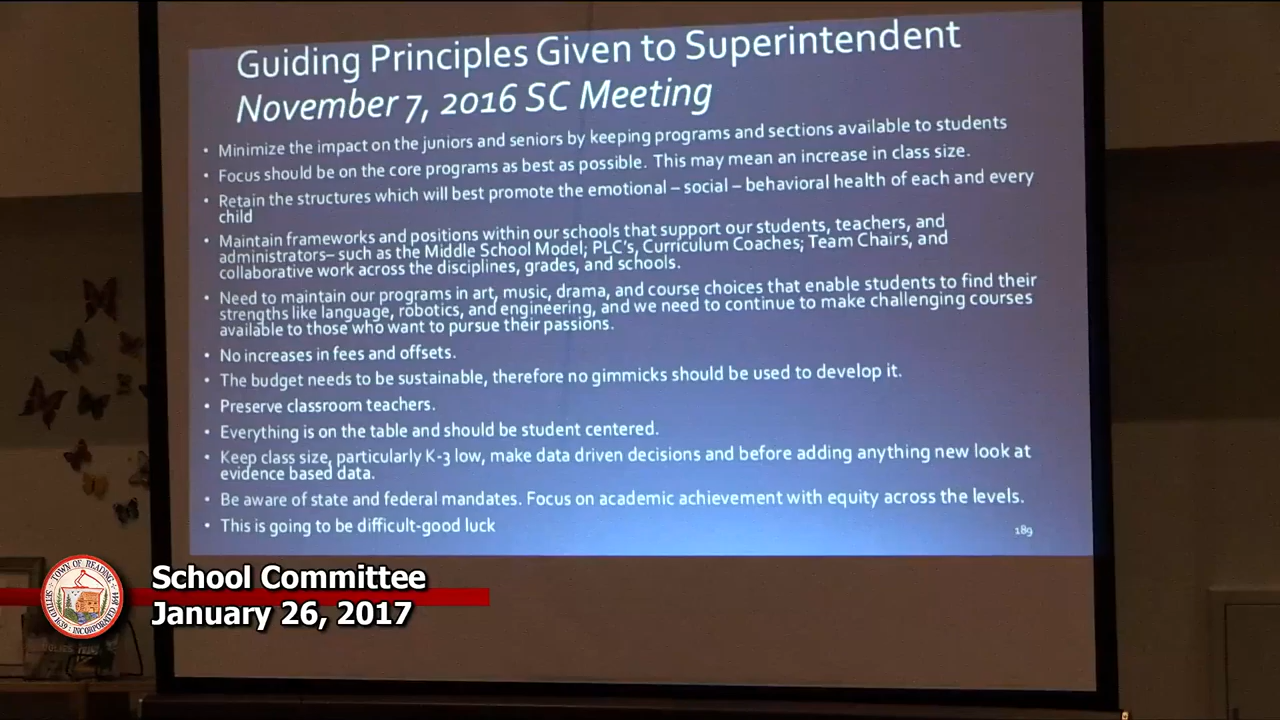 Guiding Principles Given to Superintendent
November 7, 2016 SC Meeting
• Minimize the impact on the juniors and seniors by keeping programs and sections available to students
• Focus should be on the core programs as best as possible. This may mean an increase in class size.
• Retain the structures which will best promote the emotional – social – behavioral health of each and every
child
• Maintain frameworks and positions within our schools that support our students, teachers, and
administrators– such as the Middle School Model; PLC's, Curriculum Coaches; Team Chairs, and
collaborative work across the disciplines, grades, and schools.
• Need to maintain our programs in art, music, drama, and course choices that enable students to find their
strengths like language, robotics, and engineering, and we need to continue to make challenging courses
available to those who want to pursue their passions.
• No increases in fees and offsets.
• The budget needs to be sustainable, therefore no gimmicks should be used to develop it.
• Preserve classroom teachers.
• Everything is on the table and should be student centered.
• Keep class size, particularly K-3 low, make data driven decisions and before adding anything new look at
evidence based data.
• Be aware of state and federal mandates. Focus on academic achievement with equity across the levels.
• This is going to be difficult-good luck
189
TOWN OF READING
SETTLED 1639 · INCORPORATED 1644
School Committee
January 26, 2017